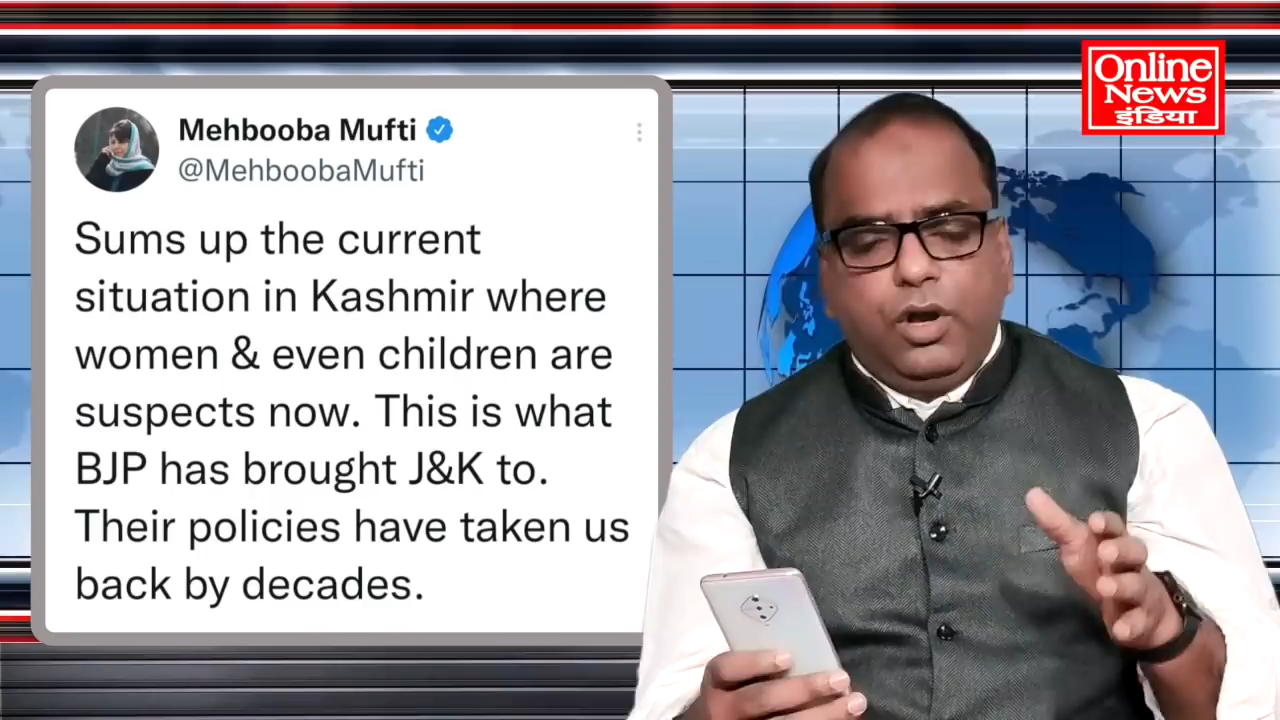 Mehbooba Mufti
@MehboobaMufti
Sums up the current
situation in Kashmir where
women & even children are
suspects now. This is what
BJP has brought J&K to.
Their policies have taken us
back by decades.
Online
News
इंडिया